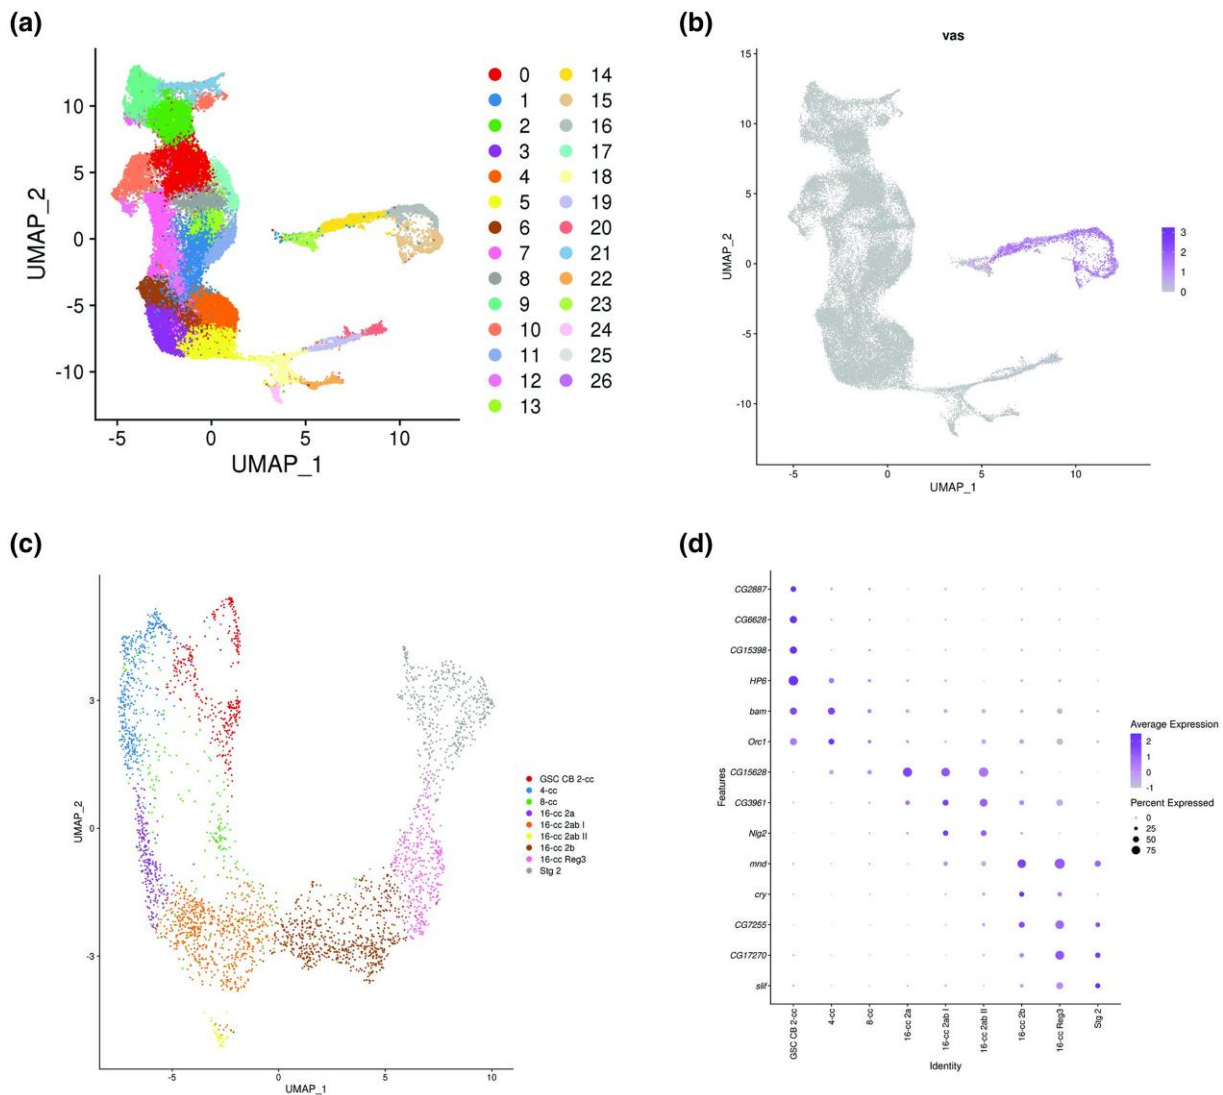 (a)
10
5
0
-5
-10
UMAP_2
-5 0 5 10
UMAP_1
0 14
1 15
2 16
3 17
4 18
5 19
6 20
7 21
8 22
9 23
10 24
11 25
12 26
13
(b)
vas
15
10
5
0
-5
-10
UMAP_2
-5 0 5 10
UMAP_1
3
2
1
0
(c)
3
0
-3
UMAP_2
-5 0 5 10
UMAP_1
GSC CB 2-cc
4-cc
8-cc
16-cc 2a
16-cc 2ab I
16-cc 2ab II
16-cc 2b
16-cc Reg3
Stg 2
(d)
Features
CG2887
CG6628
CG15398
HP6
bam
Orc1
CG15628
CG3961
Nlg2
mnd
cry
CG7255
CG17270
slif
GSC CB 2-cc
4-cc
8-cc
16-cc 2a
16-cc 2ab I
16-cc 2ab II
16-cc 2b
16-cc Reg3
Stg 2
Identity
Average Expression
2
1
0
-1
Percent Expressed
0
25
50
75